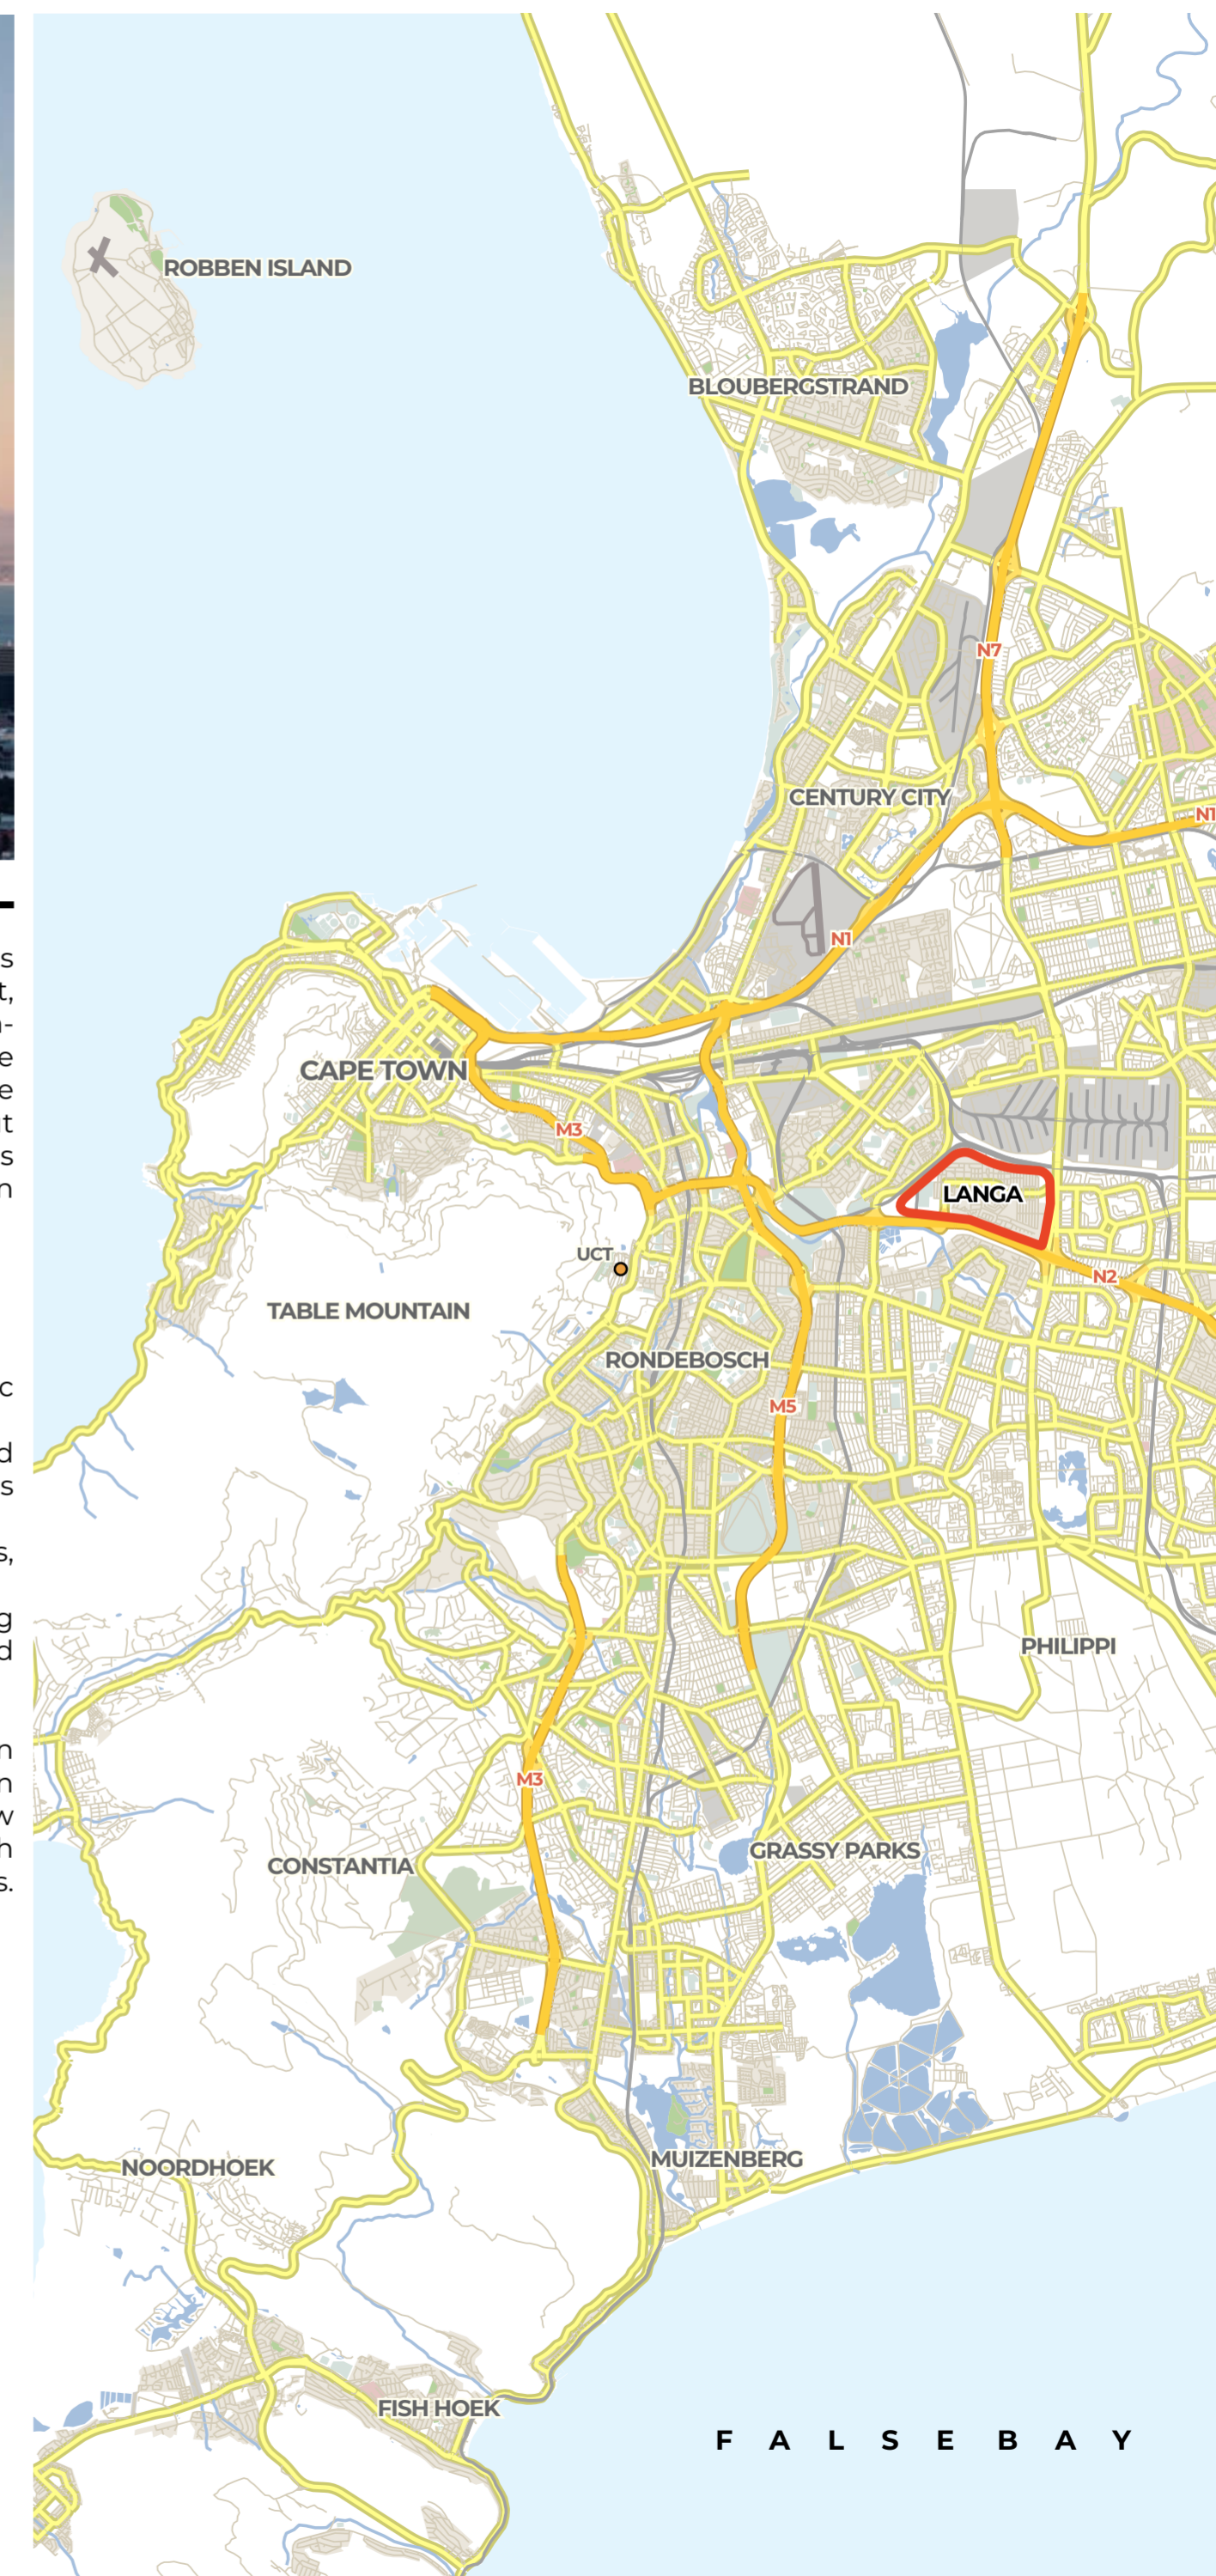 ROBBEN ISLAND
BLOUBERGSTRAND
N7
CENTURY CITY
N1
N1
CAPE TOWN
M3
LANGA
UCT
N2
TABLE MOUNTAIN
RONDEBOSCH
M5
PHILIPPI
M3
GRASSY PARKS
CONSTANTIA
MUIZENBERG
NOORDHOEK
FISH HOEK
F A L S E B A Y